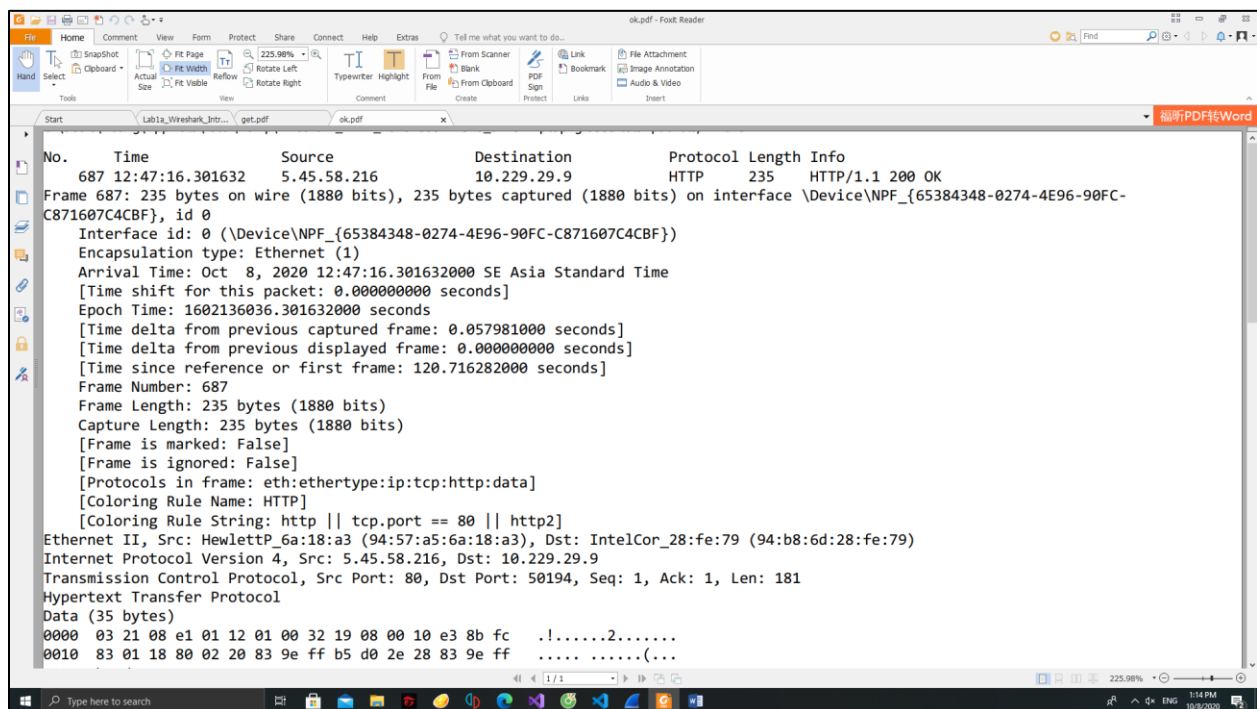 ok.pdf - Foxit Reader
File Home Comment View Form Protect Share Connect Help Extras Tell me what you want to do... Find
Hand Select SnapShot Clipboard Actual Size Fit Page Fit Width Fit Visible Reflow 225.98% Rotate Left Rotate Right Typewriter Highlight From File From Scanner Blank From Clipboard PDF Sign Link Bookmark File Attachment Image Annotation Audio & Video
Tools View Comment Create Protect Links Insert
Start Lab1a_Wireshark_Intr... get.pdf ok.pdf 福昕PDF转Word
No. Time Source Destination Protocol Length Info
687 12:47:16.301632 5.45.58.216 10.229.29.9 HTTP 235 HTTP/1.1 200 OK
Frame 687: 235 bytes on wire (1880 bits), 235 bytes captured (1880 bits) on interface \Device\NPF_{65384348-0274-4E96-90FC-
C871607C4CBF}, id 0
Interface id: 0 (\Device\NPF_{65384348-0274-4E96-90FC-C871607C4CBF})
Encapsulation type: Ethernet (1)
Arrival Time: Oct 8, 2020 12:47:16.301632000 SE Asia Standard Time
[Time shift for this packet: 0.000000000 seconds]
Epoch Time: 1602136036.301632000 seconds
[Time delta from previous captured frame: 0.057981000 seconds]
[Time delta from previous displayed frame: 0.000000000 seconds]
[Time since reference or first frame: 120.716282000 seconds]
Frame Number: 687
Frame Length: 235 bytes (1880 bits)
Capture Length: 235 bytes (1880 bits)
[Frame is marked: False]
[Frame is ignored: False]
[Protocols in frame: eth:ethertype:ip:tcp:http:data]
[Coloring Rule Name: HTTP]
[Coloring Rule String: http || tcp.port == 80 || http2]
Ethernet II, Src: HewlettP_6a:18:a3 (94:57:a5:6a:18:a3), Dst: IntelCor_28:fe:79 (94:b8:6d:28:fe:79)
Internet Protocol Version 4, Src: 5.45.58.216, Dst: 10.229.29.9
Transmission Control Protocol, Src Port: 80, Dst Port: 50194, Seq: 1, Ack: 1, Len: 181
Hypertext Transfer Protocol
Data (35 bytes)
0000 03 21 08 e1 01 12 01 00 32 19 08 00 10 e3 8b fc .!......2.......
0010 83 01 18 80 02 20 83 9e ff b5 d0 2e 28 83 9e ff ..... ......(...
1 / 1 225.98%
Type here to search ENG 1:14 PM
10/8/2020